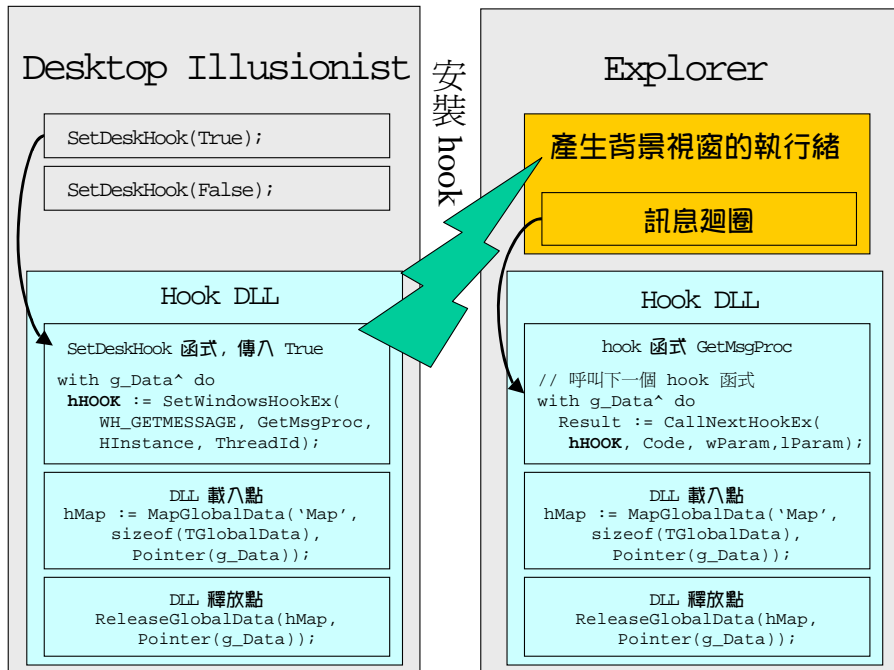 Desktop Illusionist
SetDeskHook(True);
SetDeskHook(False);
Hook DLL
SetDeskHook 函式, 傳入 True
with g_Data^ do
hHOOK := SetWindowsHookEx(
WH_GETMESSAGE, GetMsgProc,
HInstance, ThreadId);
DLL 載入點
hMap := MapGlobalData(‘Map’,
sizeof(TGlobalData),
Pointer(g_Data));
DLL 釋放點
ReleaseGlobalData(hMap,
Pointer(g_Data));
安裝 hook
Explorer
產生背景視窗的執行緒
訊息迴圈
Hook DLL
hook 函式 GetMsgProc
// 呼叫下一個 hook 函式
with g_Data^ do
Result := CallNextHookEx(
hHOOK, Code, wParam,lParam);
DLL 載入點
hMap := MapGlobalData(‘Map’,
sizeof(TGlobalData),
Pointer(g_Data));
DLL 釋放點
ReleaseGlobalData(hMap,
Pointer(g_Data));